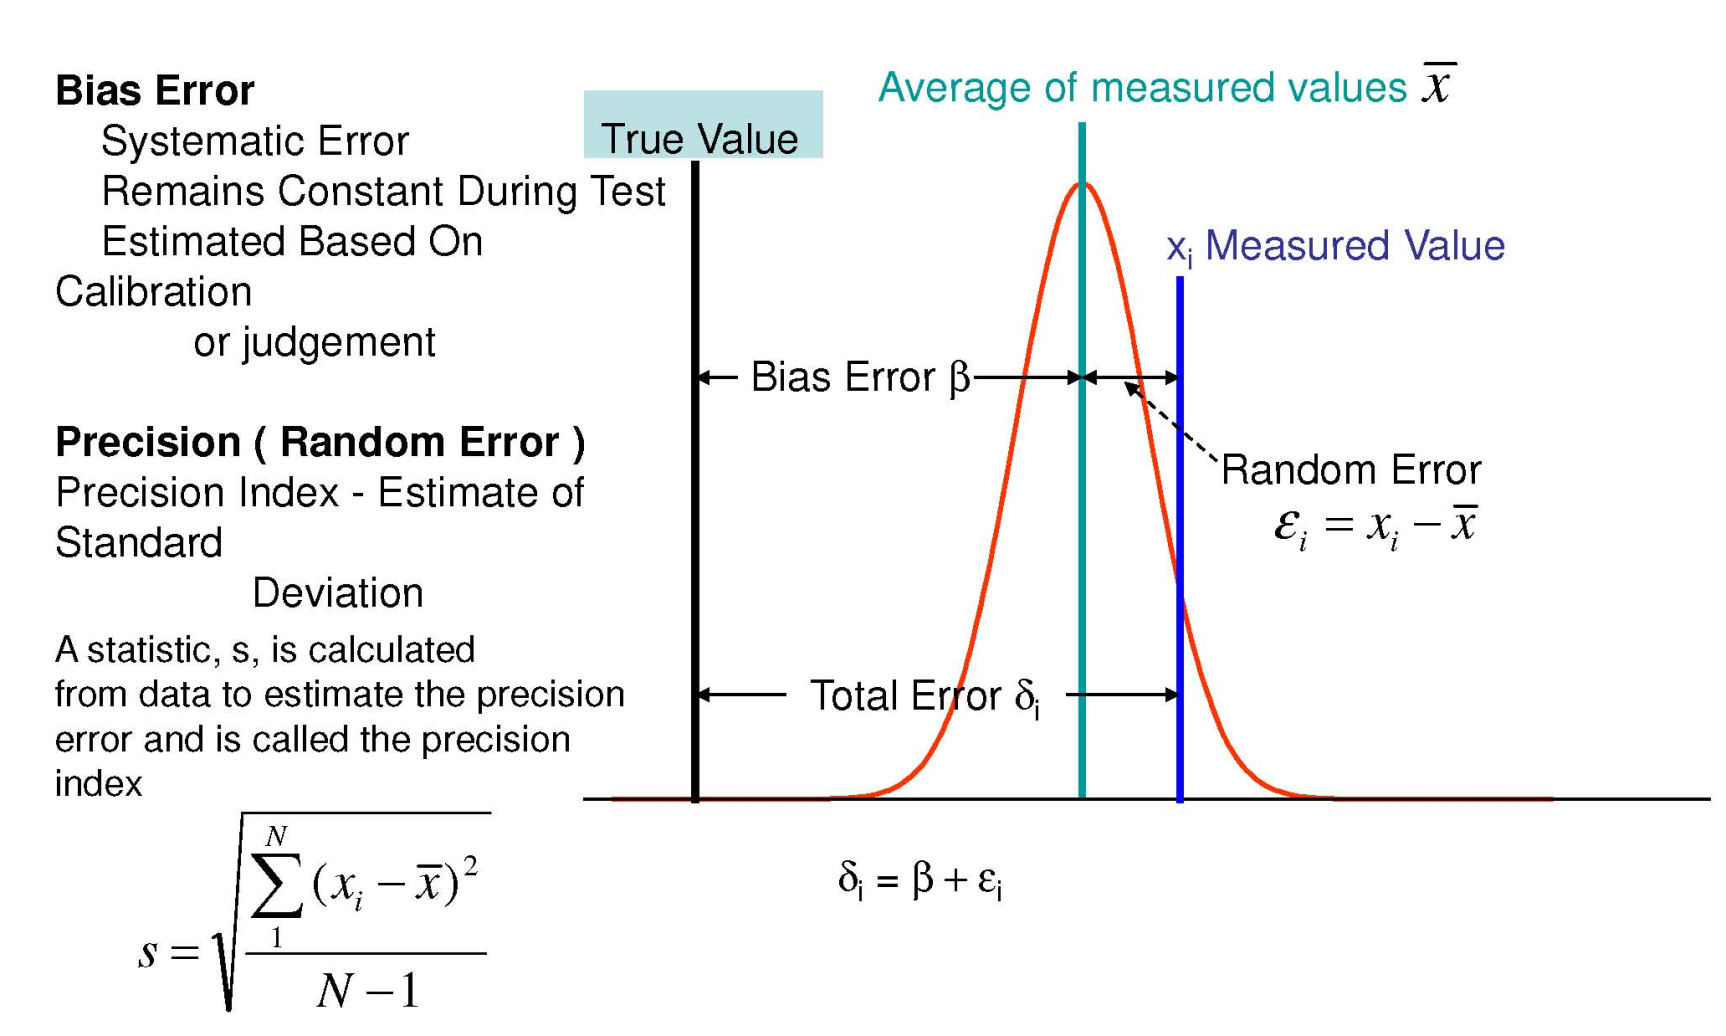 Bias Error
Systematic Error
Remains Constant During Test
Estimated Based On
Calibration
or judgement
Precision ( Random Error )
Precision Index - Estimate of
Standard
Deviation
A statistic, s, is calculated
from data to estimate the precision
error and is called the precision
index
s = √(∑₁ᴺ (xᵢ − x̅)² / (N − 1))
True Value
Average of measured values x̅
xᵢ Measured Value
Bias Error β
Random Error
εᵢ = xᵢ − x̅
Total Error δᵢ
δᵢ = β + εᵢ